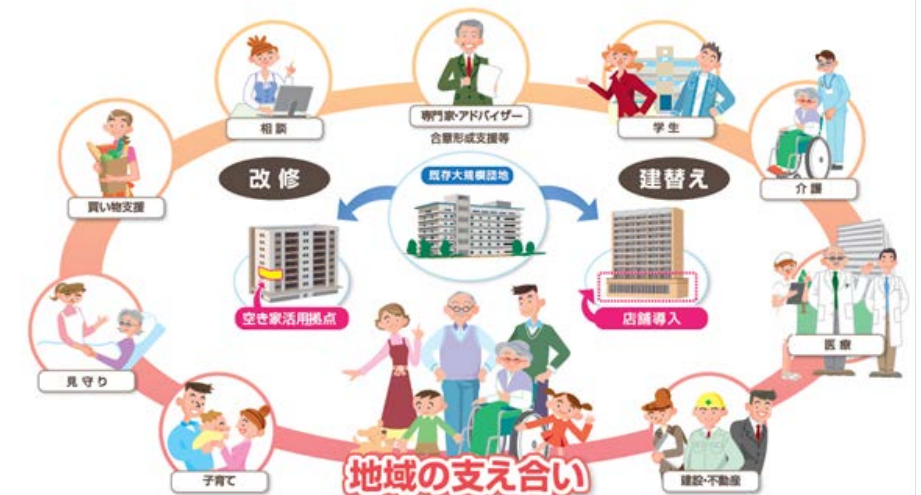 相談
専門家・アドバイザー
合意形成支援等
学生
買い物支援
改修
既存大規模団地
建替え
介護
空き家活用拠点
店舗導入
医療
見守り
子育て
地域の支え合い
建設・不動産